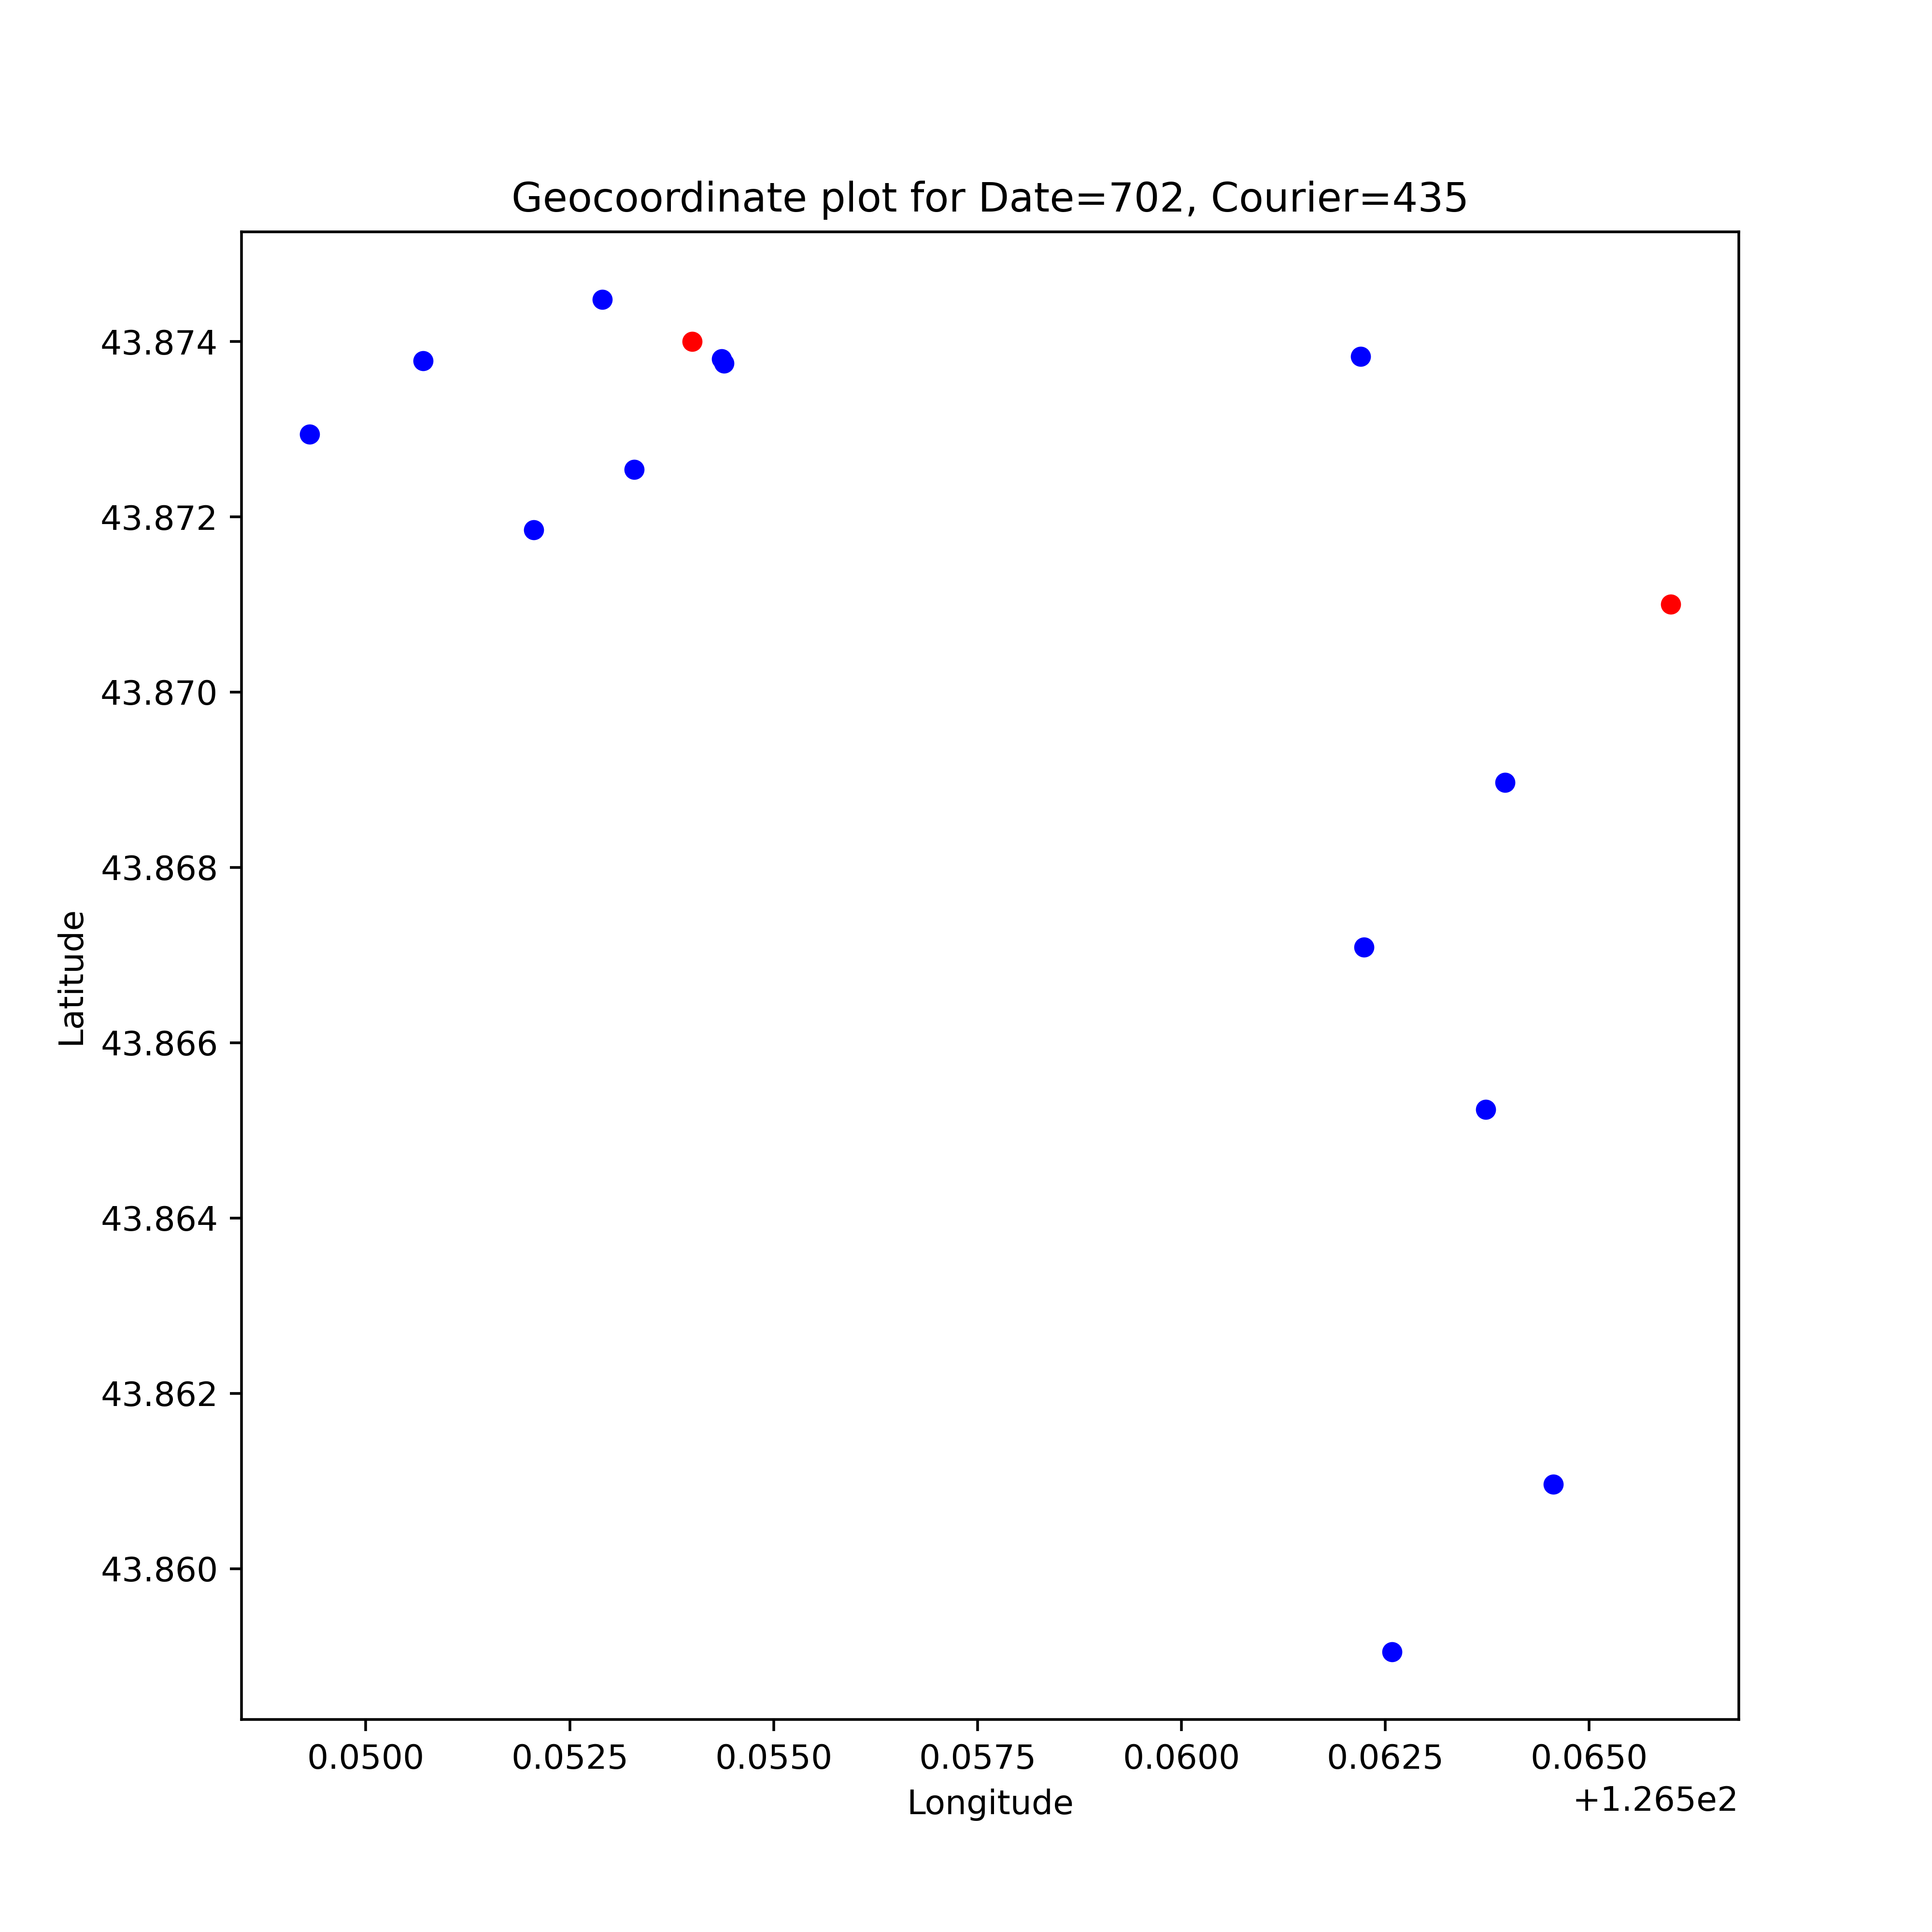 Geocoordinate plot for Date=702, Courier=435
43.874
43.872
43.870
43.868
43.866
43.864
43.862
43.860
Latitude
0.0500 0.0525 0.0550 0.0575 0.0600 0.0625 0.0650
Longitude
+1.265e2